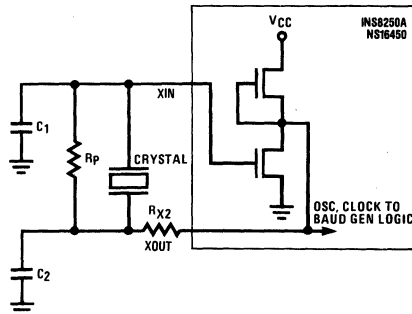 INS8250A
NS16450
VCC
XIN
C1
RP
CRYSTAL
RX2
XOUT
OSC, CLOCK TO
BAUD GEN LOGIC
C2